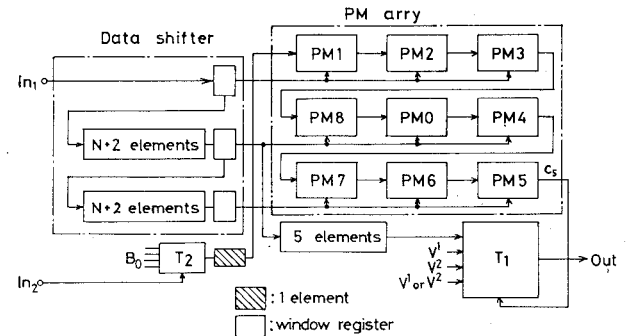 PM arry
Data shifter
In1
PM1 PM2 PM3
N+2 elements
PM8 PM0 PM4
N+2 elements
PM7 PM6 PM5
Cs
5 elements
B0
T2
V1
V2
V1 or V2
T1
Out
In2
: 1 element
: window register